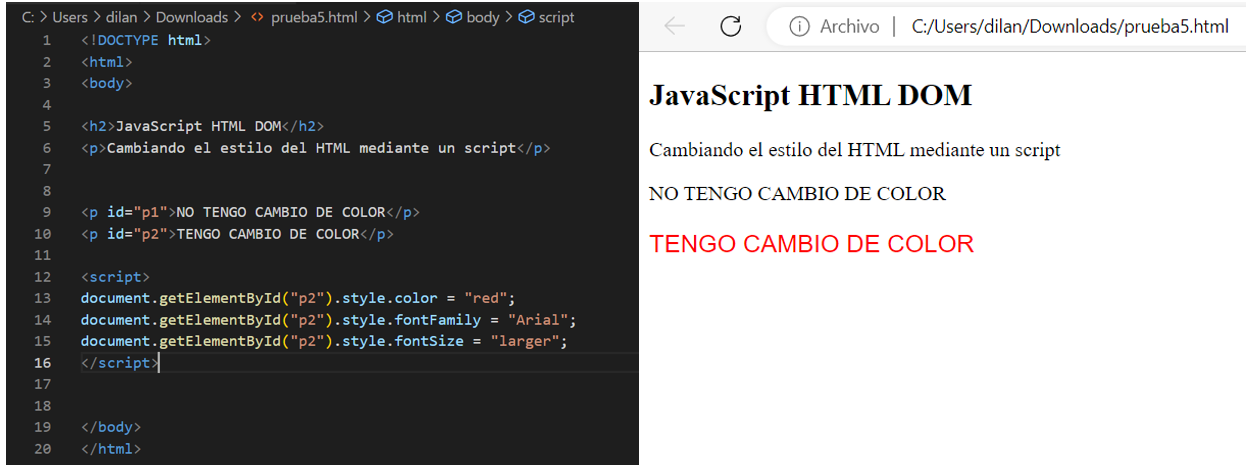 C: > Users > dilan > Downloads > <> prueba5.html > html > body > script
1 <!DOCTYPE html>
2 <html>
3 <body>
4
5 <h2>JavaScript HTML DOM</h2>
6 <p>Cambiando el estilo del HTML mediante un script</p>
7
8
9 <p id="p1">NO TENGO CAMBIO DE COLOR</p>
10 <p id="p2">TENGO CAMBIO DE COLOR</p>
11
12 <script>
13 document.getElementById("p2").style.color = "red";
14 document.getElementById("p2").style.fontFamily = "Arial";
15 document.getElementById("p2").style.fontSize = "larger";
16 </script>
17
18
19 </body>
20 </html>
Archivo | C:/Users/dilan/Downloads/prueba5.html
JavaScript HTML DOM
Cambiando el estilo del HTML mediante un script
NO TENGO CAMBIO DE COLOR
TENGO CAMBIO DE COLOR